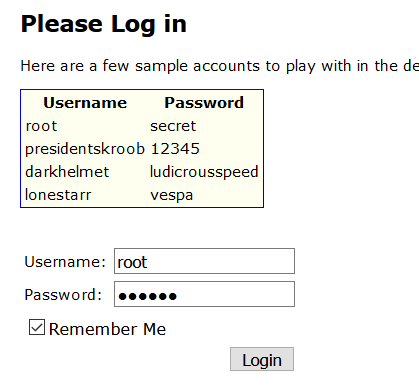 Please Log in
Here are a few sample accounts to play with in the de
Username Password
root secret
presidentskroob 12345
darkhelmet ludicrousspeed
lonestarr vespa
Username: root
Password: ●●●●●●
Remember Me
Login